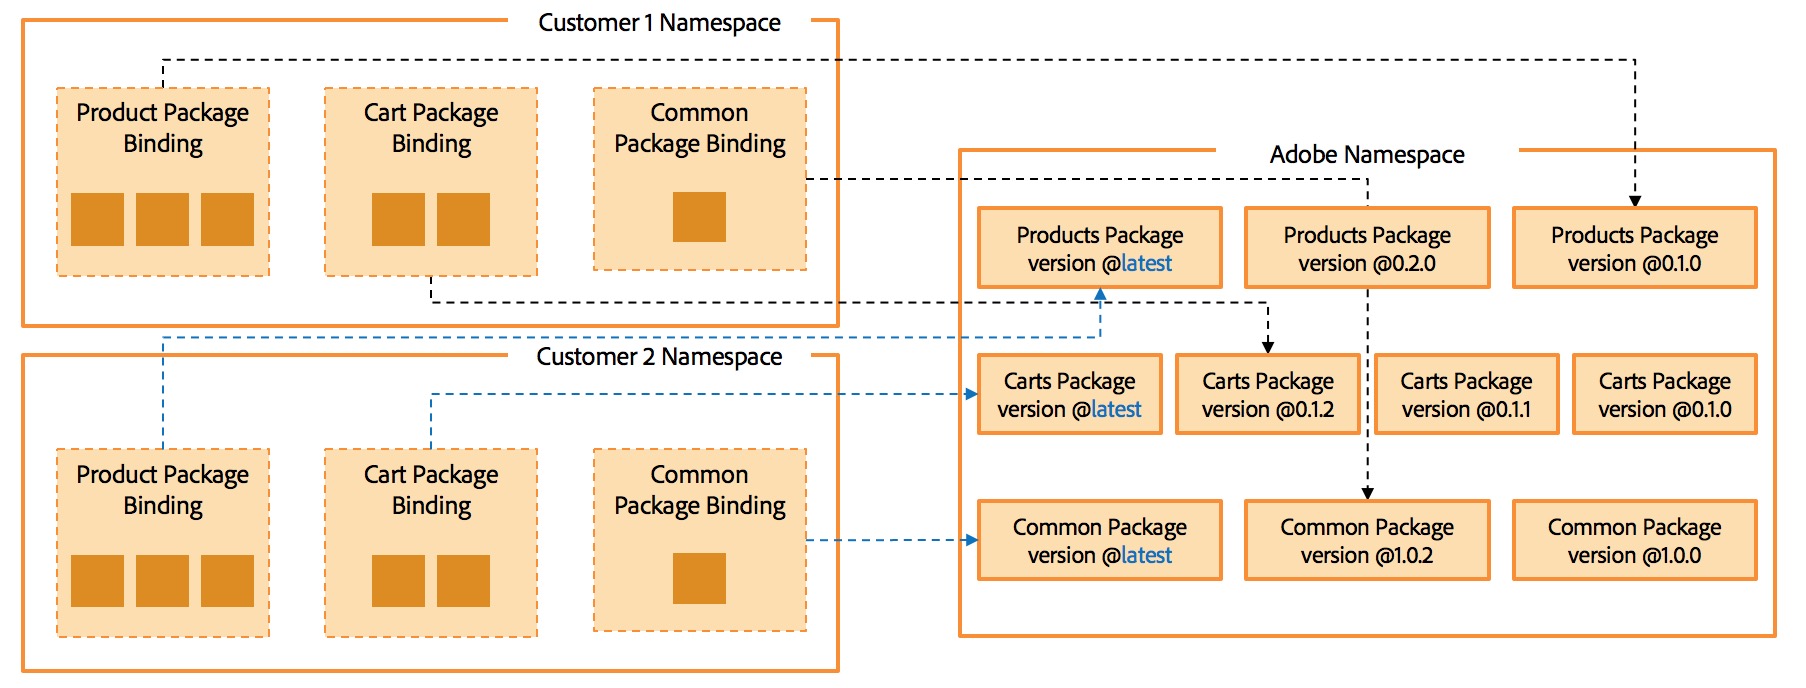 Customer 1 Namespace
Product Package
Binding
Cart Package
Binding
Common
Package Binding
Customer 2 Namespace
Product Package
Binding
Cart Package
Binding
Common
Package Binding
Adobe Namespace
Products Package
version @latest
Products Package
version @0.2.0
Products Package
version @0.1.0
Carts Package
version @latest
Carts Package
version @0.1.2
Carts Package
version @0.1.1
Carts Package
version @0.1.0
Common Package
version @latest
Common Package
version @1.0.2
Common Package
version @1.0.0